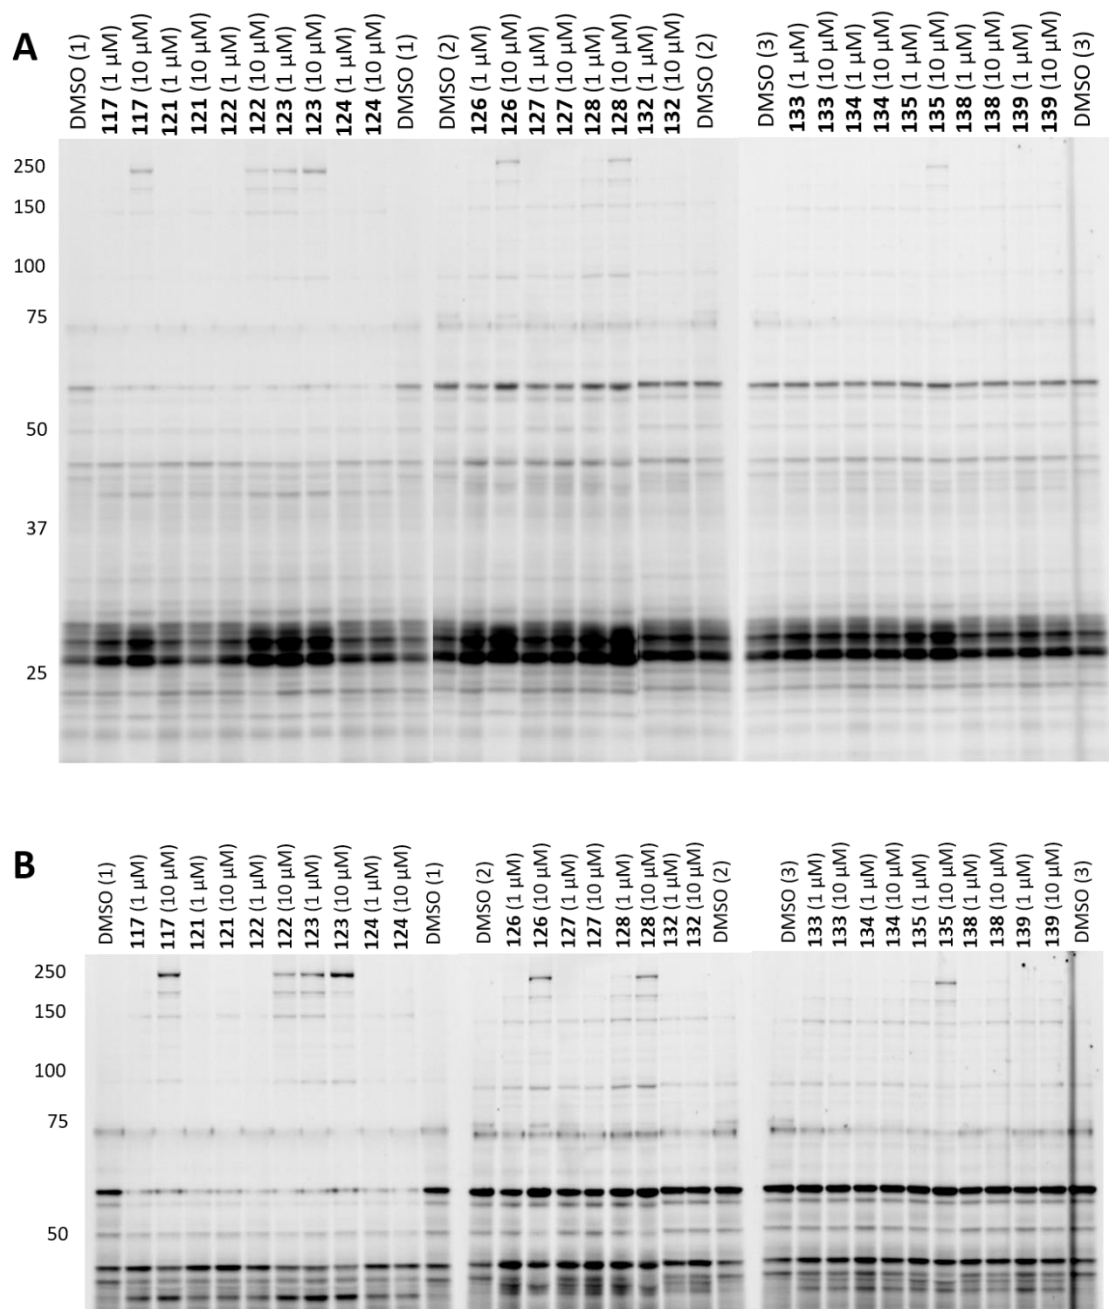 A
DMSO (1)
117 (1 µM)
117 (10 µM)
121 (1 µM)
121 (10 µM)
122 (1 µM)
122 (10 µM)
123 (1 µM)
123 (10 µM)
124 (1 µM)
124 (10 µM)
DMSO (1)
DMSO (2)
126 (1 µM)
126 (10 µM)
127 (1 µM)
127 (10 µM)
128 (1 µM)
128 (10 µM)
132 (1 µM)
132 (10 µM)
DMSO (2)
DMSO (3)
133 (1 µM)
133 (10 µM)
134 (1 µM)
134 (10 µM)
135 (1 µM)
135 (10 µM)
138 (1 µM)
138 (10 µM)
139 (1 µM)
139 (10 µM)
DMSO (3)
250
150
100
75
50
37
25
B
DMSO (1)
117 (1 µM)
117 (10 µM)
121 (1 µM)
121 (10 µM)
122 (1 µM)
122 (10 µM)
123 (1 µM)
123 (10 µM)
124 (1 µM)
124 (10 µM)
DMSO (1)
DMSO (2)
126 (1 µM)
126 (10 µM)
127 (1 µM)
127 (10 µM)
128 (1 µM)
128 (10 µM)
132 (1 µM)
132 (10 µM)
DMSO (2)
DMSO (3)
133 (1 µM)
133 (10 µM)
134 (1 µM)
134 (10 µM)
135 (1 µM)
135 (10 µM)
138 (1 µM)
138 (10 µM)
139 (1 µM)
139 (10 µM)
DMSO (3)
250
150
100
75
50